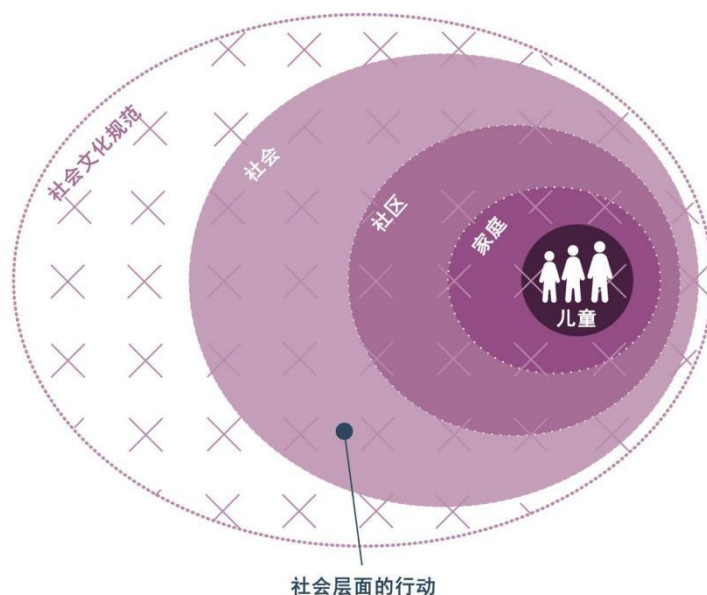 社会文化规范
社会
社区
家庭
儿童
社会层面的行动